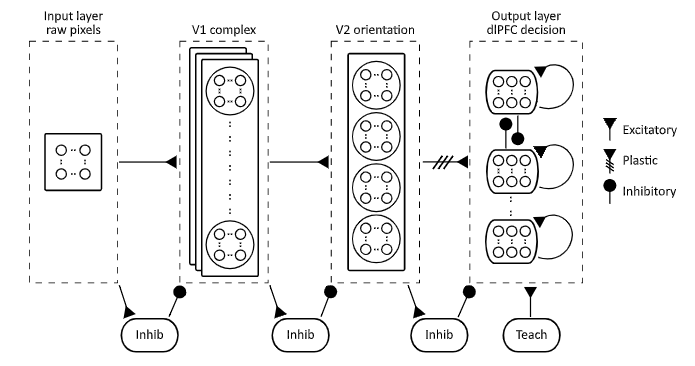 Input layer
raw pixels
V1 complex
V2 orientation
Output layer
dlPFC decision
Excitatory
Plastic
Inhibitory
Inhib
Inhib
Inhib
Teach